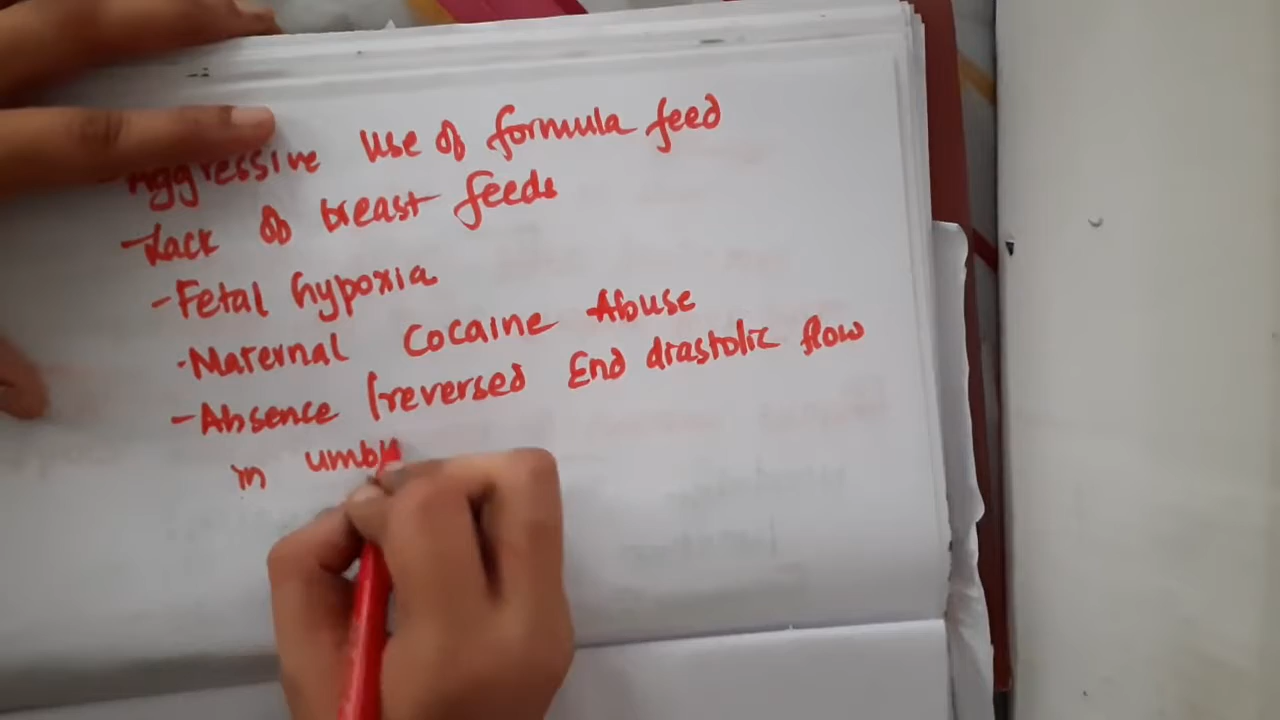 Aggressive use of formula feed
-Lack of breast feeds
-Fetal hypoxia
-Maternal Cocaine Abuse
-Absence /reversed End diastolic flow
in umb